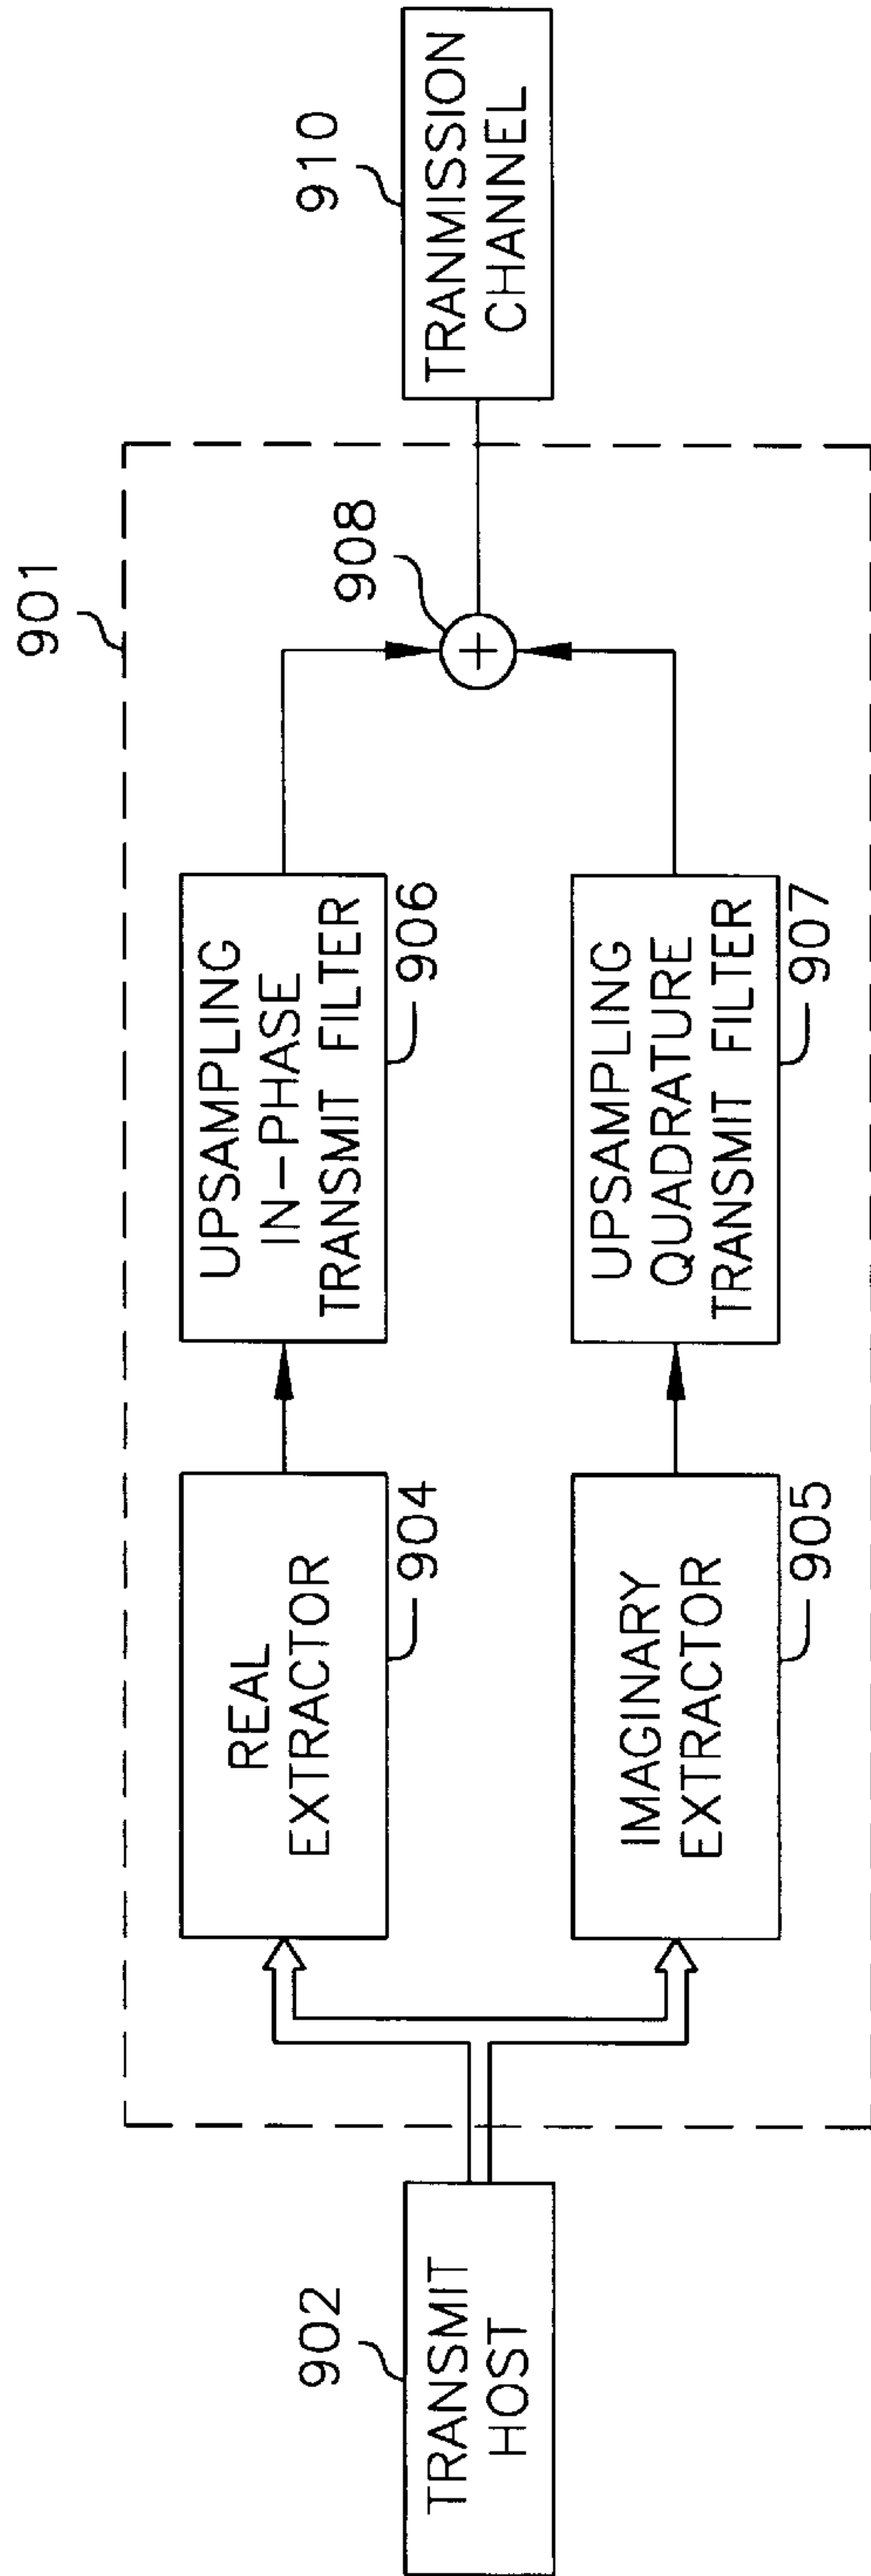 901
902
TRANSMIT
HOST
REAL
EXTRACTOR
904
IMAGINARY
EXTRACTOR
905
UPSAMPLING
IN-PHASE
TRANSMIT FILTER
906
UPSAMPLING
QUADRATURE
TRANSMIT FILTER
907
908
+
910
TRANMISSION
CHANNEL